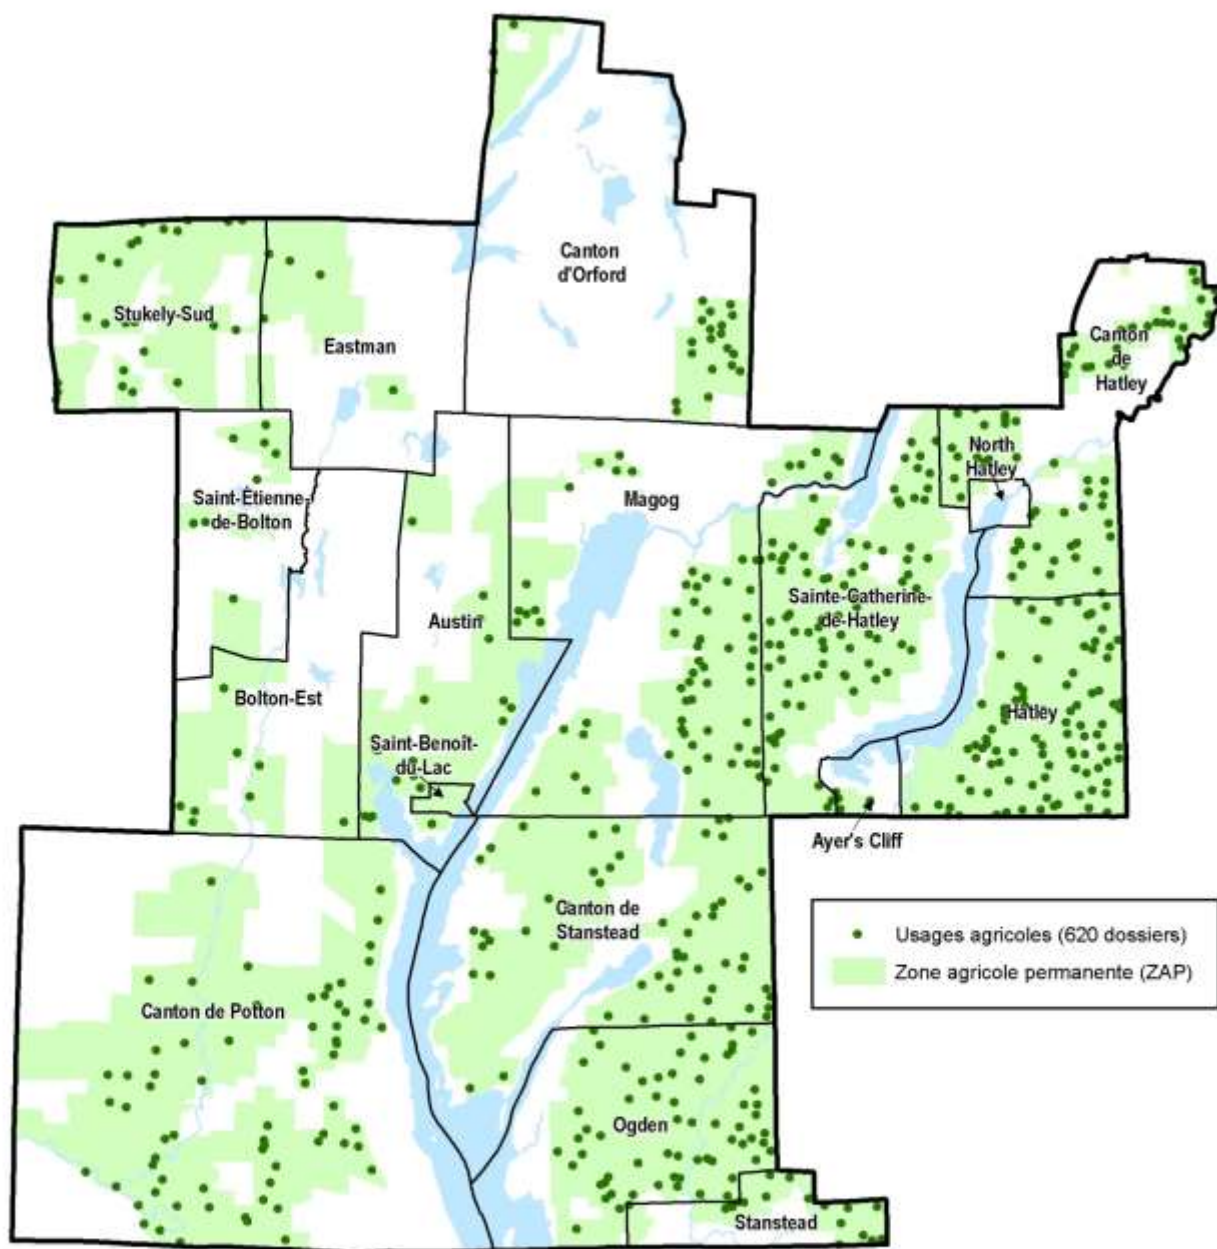 Canton
d'Orford
Stukely-Sud
Eastman
Canton
de
Hatley
North
Hatley
Magog
Saint-Étienne-
de-Bolton
Sainte-Catherine-
de-Hatley
Austin
Bolton-Est
Hatley
Saint-Benoît-
du-Lac
Ayer's Cliff
Canton de
Stanstead
Usages agricoles (620 dossiers)
Zone agricole permanente (ZAP)
Canton de Potton
Ogden
Stanstead